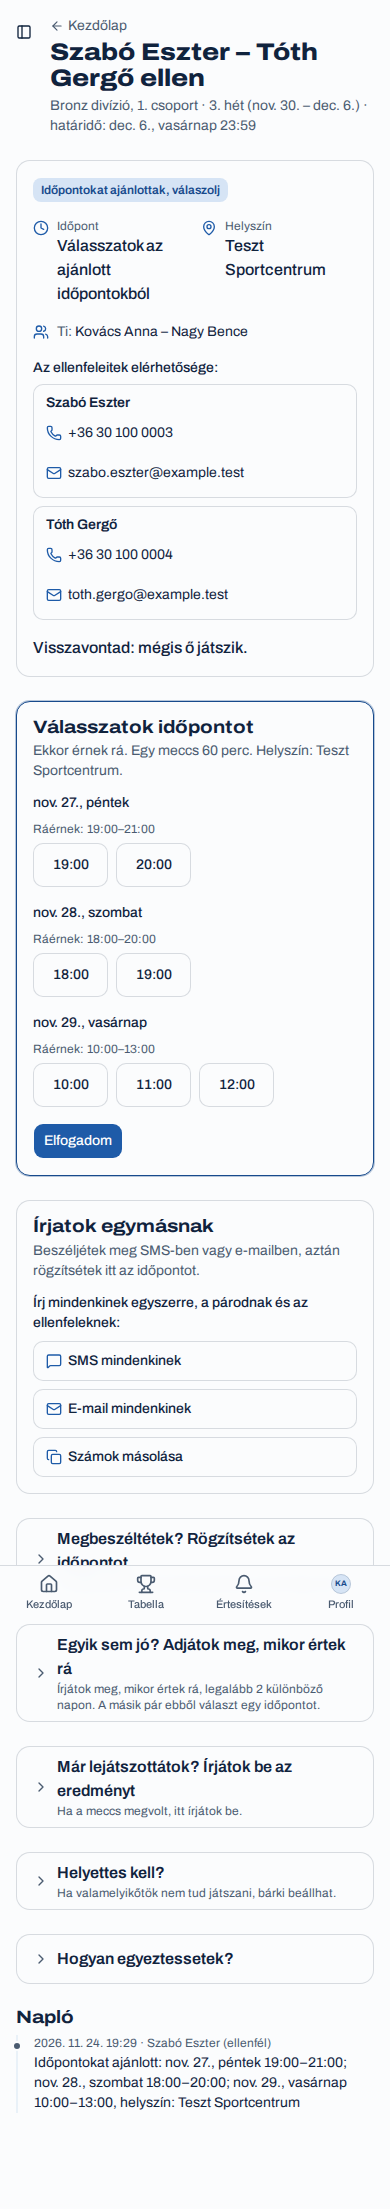 Kezdőlap
Szabó Eszter – Tóth
Gergő ellen
Bronz divízió, 1. csoport · 3. hét (nov. 30. – dec. 6.) ·
határidő: dec. 6., vasárnap 23:59
Időpontokat ajánlottak, válaszolj
Időpont
Válasszatok az
ajánlott
időpontokból
Helyszín
Teszt
Sportcentrum
Ti: Kovács Anna – Nagy Bence
Az ellenfeleitek elérhetősége:
Szabó Eszter
+36 30 100 0003
szabo.eszter@example.test
Tóth Gergő
+36 30 100 0004
toth.gergo@example.test
Visszavontad: mégis ő játszik.
Válasszatok időpontot
Ekkor érnek rá. Egy meccs 60 perc. Helyszín: Teszt
Sportcentrum.
nov. 27., péntek
Ráérnek: 19:00–21:00
19:00 20:00
nov. 28., szombat
Ráérnek: 18:00–20:00
18:00 19:00
nov. 29., vasárnap
Ráérnek: 10:00–13:00
10:00 11:00 12:00
Elfogadom
Írjatok egymásnak
Beszéljétek meg SMS-ben vagy e-mailben, aztán
rögzítsétek itt az időpontot.
Írj mindenkinek egyszerre, a párodnak és az
ellenfeleknek:
SMS mindenkinek
E-mail mindenkinek
Számok másolása
Megbeszéltétek? Rögzítsétek az
időpontot
Kezdőlap
Tabella
Értesítések
KA
Profil
Egyik sem jó? Adjátok meg, mikor értek
rá
Írjátok meg, mikor értek rá, legalább 2 különböző
napon. A másik pár ebből választ egy időpontot.
Már lejátszottátok? Írjátok be az
eredményt
Ha a meccs megvolt, itt írjátok be.
Helyettes kell?
Ha valamelyikőtök nem tud játszani, bárki beállhat.
Hogyan egyeztessetek?
Napló
2026. 11. 24. 19:29 · Szabó Eszter (ellenfél)
Időpontokat ajánlott: nov. 27., péntek 19:00–21:00;
nov. 28., szombat 18:00–20:00; nov. 29., vasárnap
10:00–13:00, helyszín: Teszt Sportcentrum